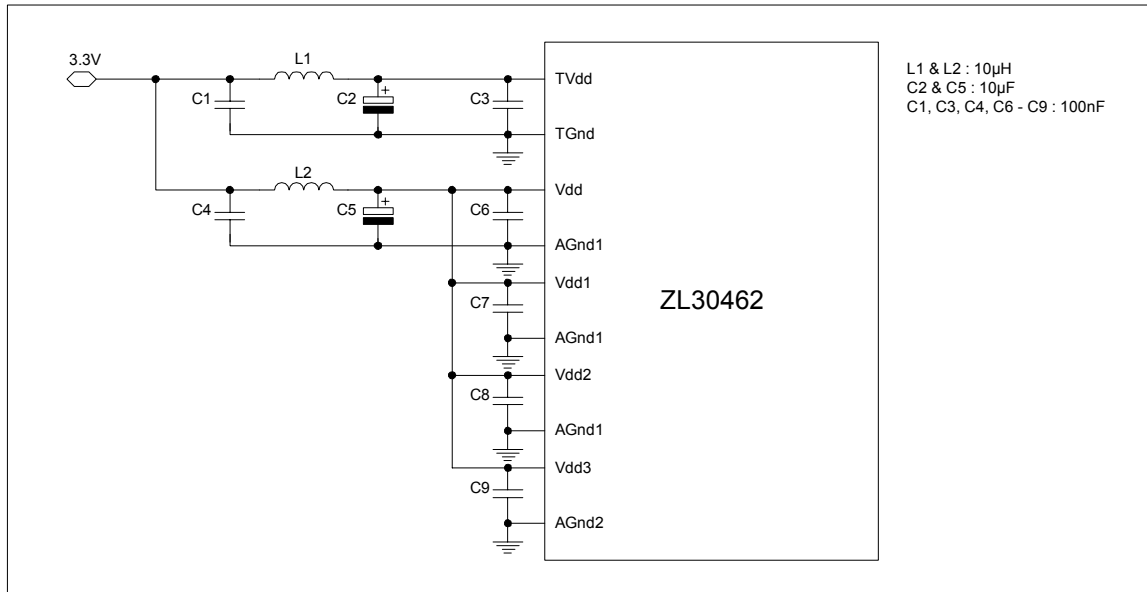 3.3V
L1
TVdd
L1 & L2 : 10µH
C2 & C5 : 10µF
C1, C3, C4, C6 - C9 : 100nF
C1
+
C2
C3
TGnd
L2
Vdd
C4
+
C5
C6
AGnd1
Vdd1
C7
ZL30462
AGnd1
Vdd2
C8
AGnd1
Vdd3
C9
AGnd2